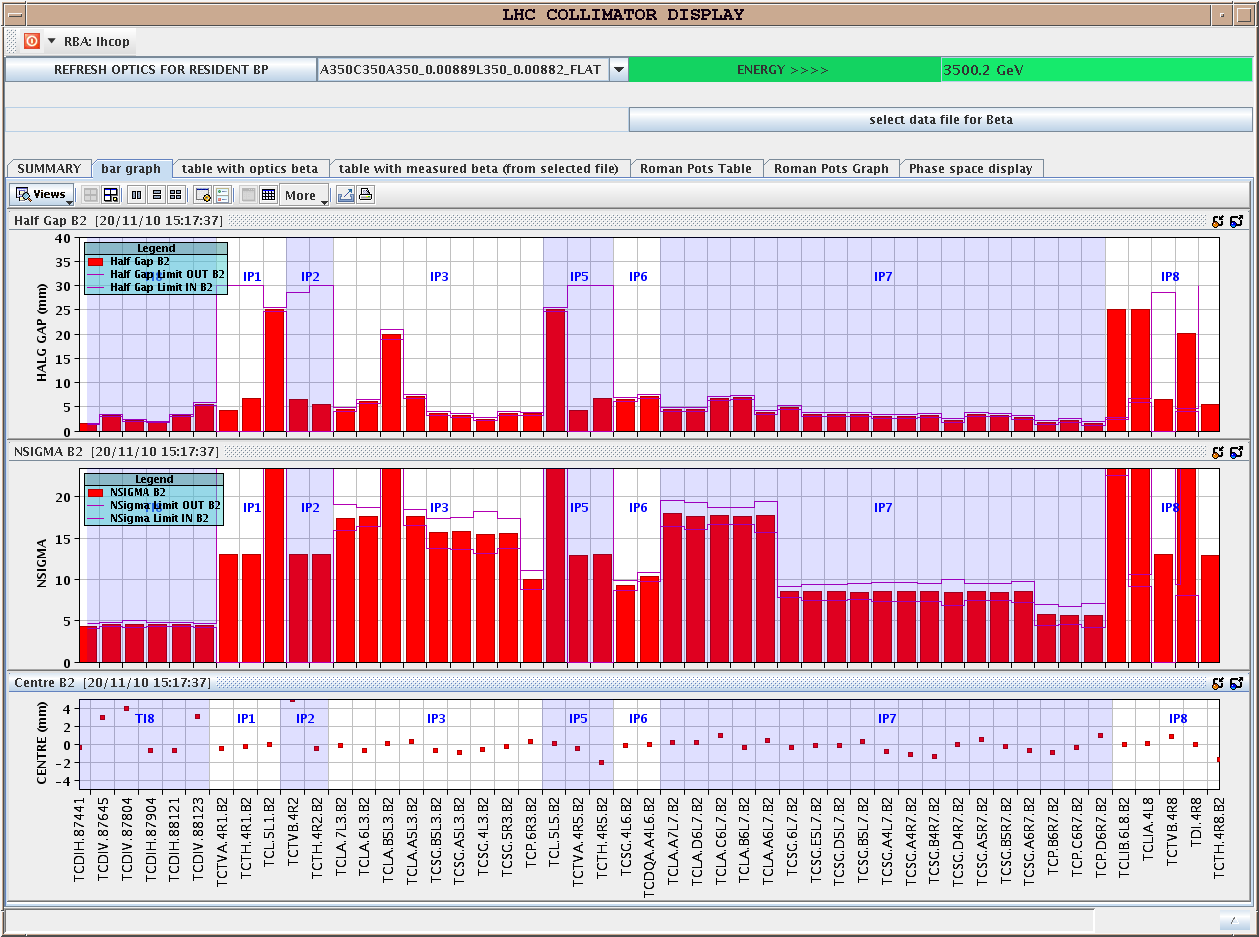 LHC COLLIMATOR DISPLAY
RBA: lhcop
REFRESH OPTICS FOR RESIDENT BP A350C350A350_0.00889L350_0.00882_FLAT ENERGY >>>> 3500.2 GeV
select data file for Beta
SUMMARY bar graph table with optics beta table with measured beta (from selected file) Roman Pots Table Roman Pots Graph Phase space display
Views More
Half Gap B2 [20/11/10 15:17:37]
HALG GAP (mm)
40
35
30
25
20
15
10
5
0
Legend
Half Gap B2
Half Gap Limit OUT B2
Half Gap Limit IN B2
TI8 IP1 IP2 IP3 IP5 IP6 IP7 IP8
NSIGMA B2 [20/11/10 15:17:37]
NSIGMA
20
15
10
5
0
Legend
NSIGMA B2
NSigma Limit OUT B2
NSigma Limit IN B2
TI8 IP1 IP2 IP3 IP5 IP6 IP7 IP8
Centre B2 [20/11/10 15:17:37]
CENTRE (mm)
4
2
0
-2
-4
TI8 IP1 IP2 IP3 IP5 IP6 IP7 IP8
TCDIH.87441
TCDIV.87645
TCDIV.87804
TCDIH.87904
TCDIH.88121
TCDIV.88123
TCTVA.4R1.B2
TCTH.4R1.B2
TCL.5L1.B2
TCTVB.4R2
TCTH.4R2.B2
TCLA.7L3.B2
TCLA.6L3.B2
TCLA.B5L3.B2
TCLA.A5L3.B2
TCSG.B5L3.B2
TCSG.A5L3.B2
TCSG.4L3.B2
TCSG.5R3.B2
TCP.6R3.B2
TCL.5L5.B2
TCTVA.4R5.B2
TCTH.4R5.B2
TCSG.4L6.B2
TCDQA.A4L6.B2
TCLA.A7L7.B2
TCLA.D6L7.B2
TCLA.C6L7.B2
TCLA.B6L7.B2
TCLA.A6L7.B2
TCSG.6L7.B2
TCSG.E5L7.B2
TCSG.D5L7.B2
TCSG.B5L7.B2
TCSG.A4L7.B2
TCSG.A4R7.B2
TCSG.B4R7.B2
TCSG.D4R7.B2
TCSG.A5R7.B2
TCSG.B5R7.B2
TCSG.A6R7.B2
TCP.B6R7.B2
TCP.C6R7.B2
TCP.D6R7.B2
TCLIB.6L8.B2
TCLIA.4L8
TCTVB.4R8
TDI.4R8
TCTH.4R8.B2